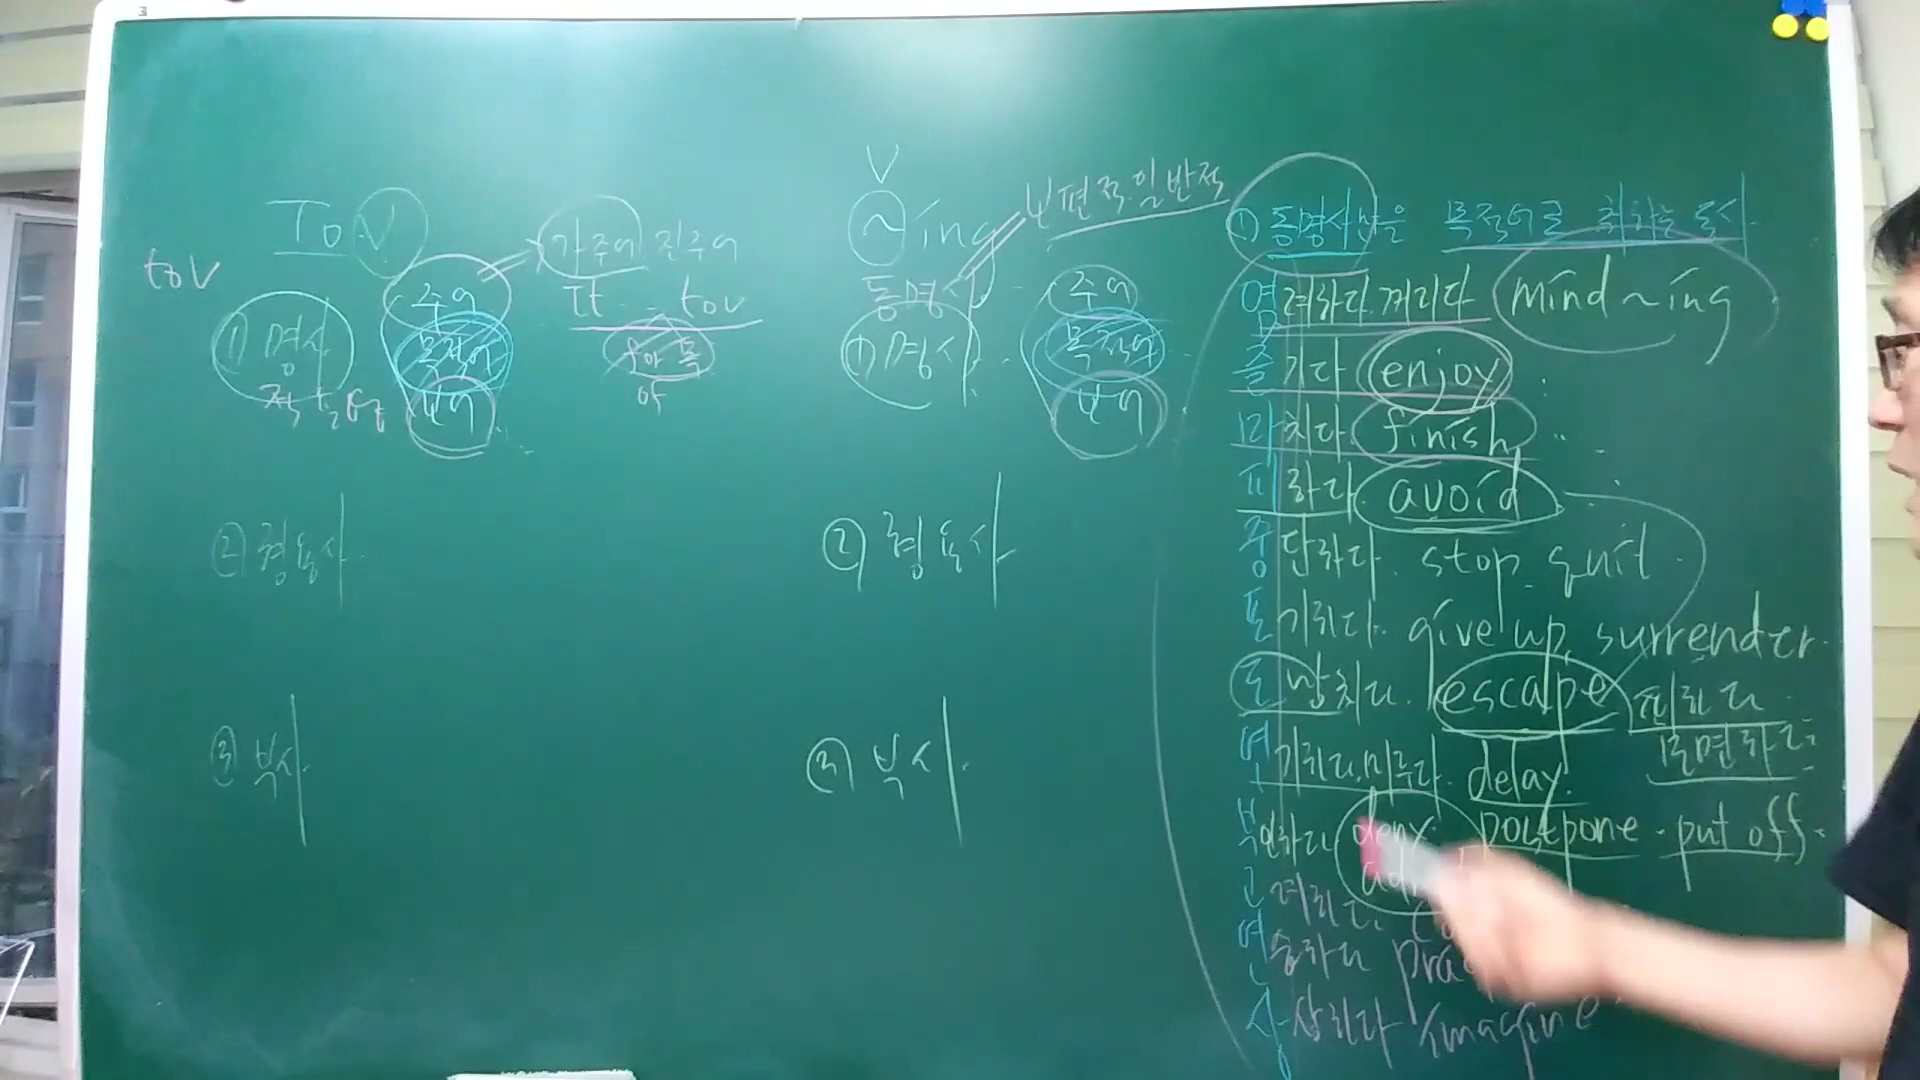 To V
to V
가주어 진주어
It to V
① 명사
주어
목적어
보어
② 형용사
③ 부사
V
~ing
보편적.일반적
동명사
① 명사
주어
목적어
보어
② 형용사
③ 부사
① 동명사만을 목적어로 취하는 동사
염려하다.꺼리다 mind ~ing
즐기다 enjoy
마치다 finish
피하다. avoid
중단하다. stop. quit.
포기하다. give up, surrender.
도망치다. escape 피하다
모면하다
연기하다.미루다. delay.
postpone. put off.
부인하다 deny.
고려하다.
연습하다
상상하다 imagine